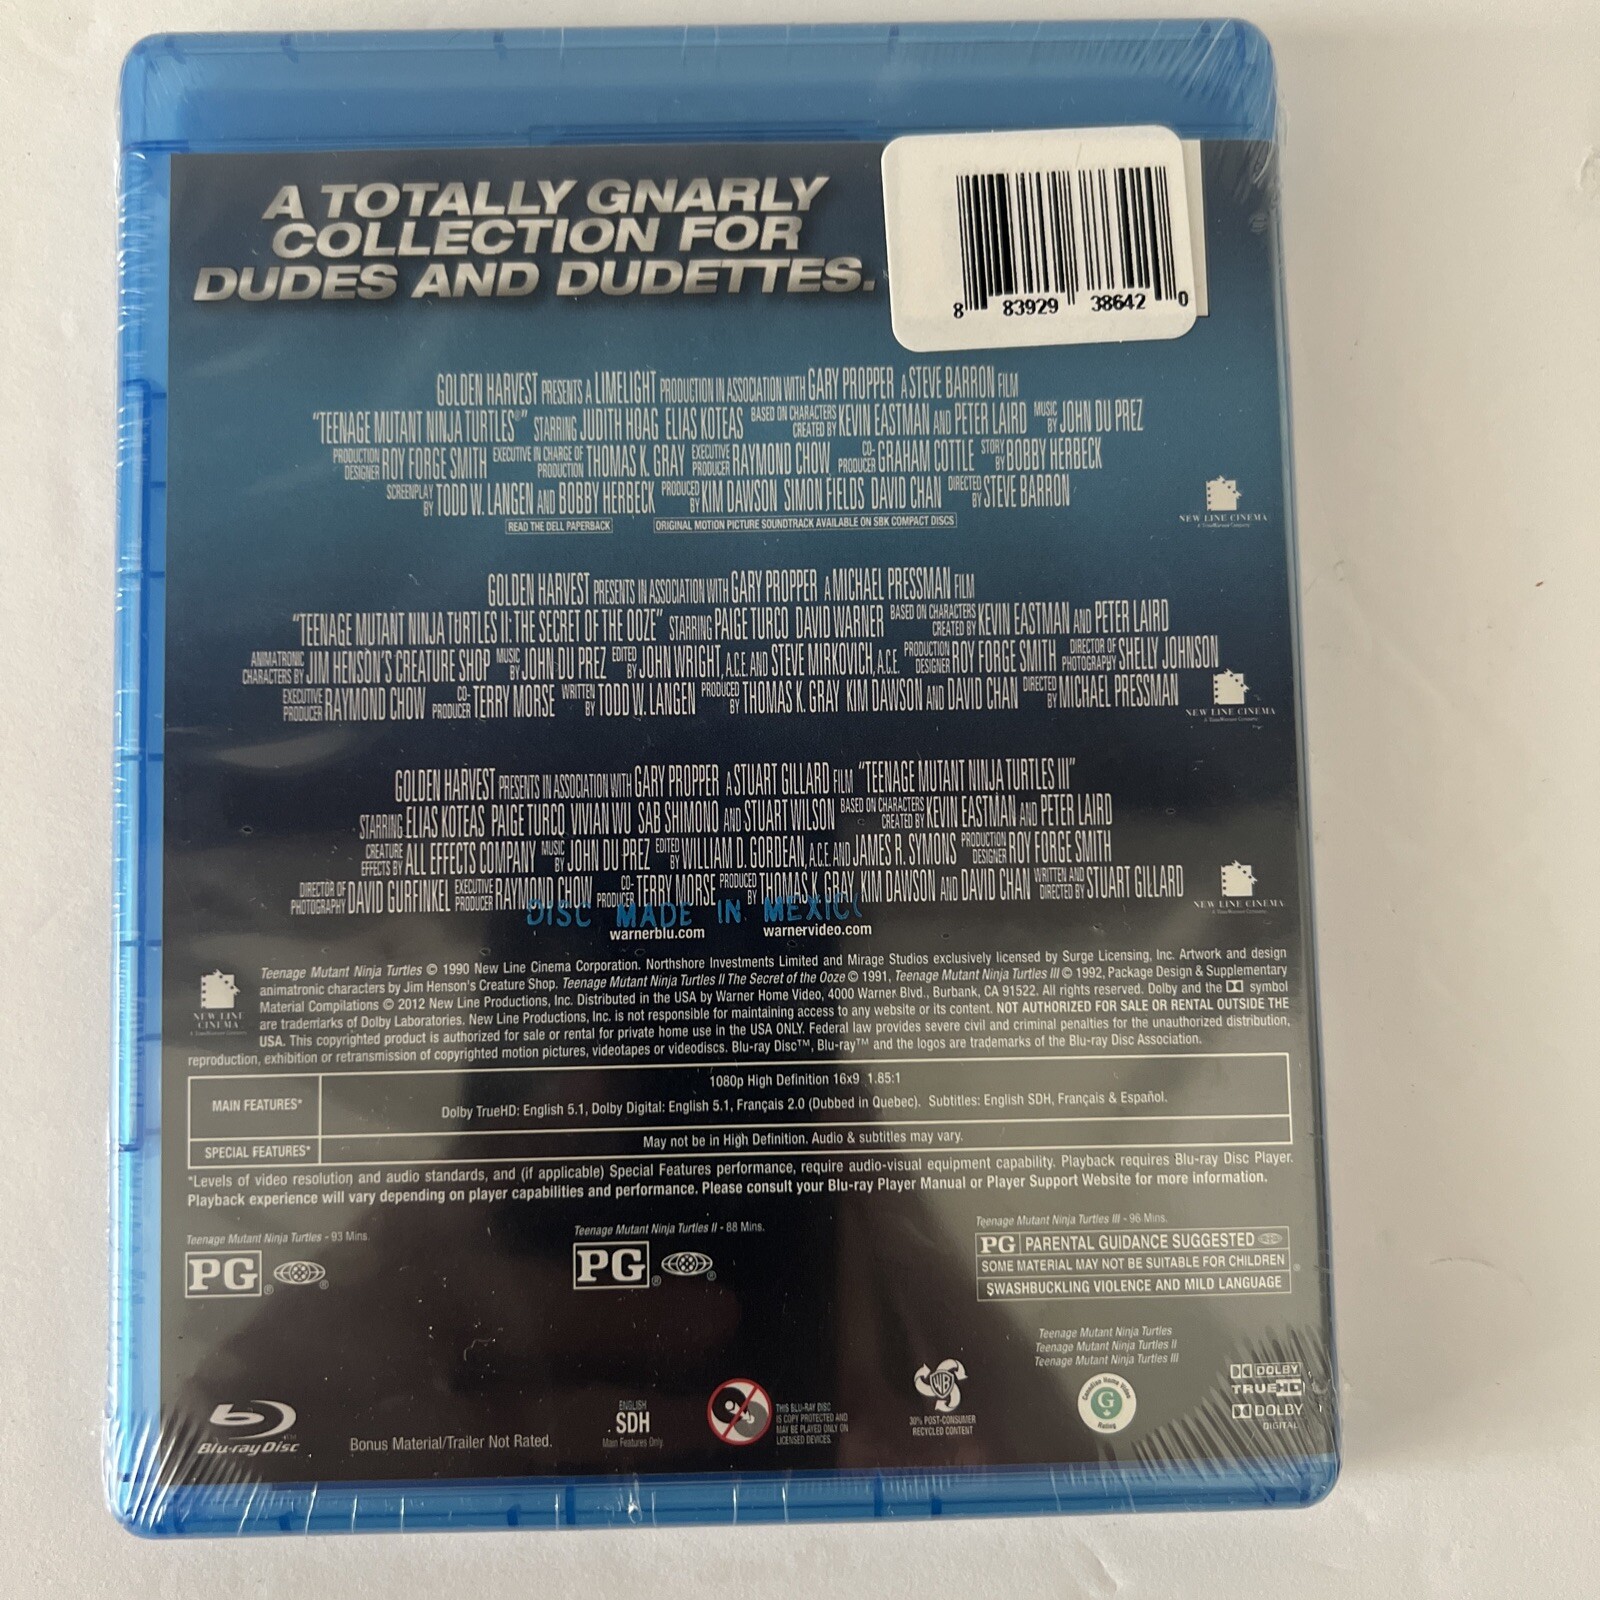 A TOTALLY GNARLY
COLLECTION FOR
DUDES AND DUDETTES.
8 83929 38642 0
GOLDEN HARVEST PRESENTS A LIMELIGHT PRODUCTION IN ASSOCIATION WITH GARY PROPPER A STEVE BARRON FILM
"TEENAGE MUTANT NINJA TURTLES®" STARRING JUDITH HOAG ELIAS KOTEAS BASED ON CHARACTERS CREATED BY KEVIN EASTMAN AND PETER LAIRD MUSIC BY JOHN DU PREZ
PRODUCTION DESIGNER ROY FORGE SMITH EXECUTIVE IN CHARGE OF PRODUCTION THOMAS K. GRAY EXECUTIVE PRODUCER RAYMOND CHOW CO-PRODUCER GRAHAM COTTLE STORY BY BOBBY HERBECK
SCREENPLAY BY TODD W. LANGEN AND BOBBY HERBECK PRODUCED BY KIM DAWSON SIMON FIELDS DAVID CHAN DIRECTED BY STEVE BARRON
READ THE DELL PAPERBACK ORIGINAL MOTION PICTURE SOUNDTRACK AVAILABLE ON SBK COMPACT DISCS
NEW LINE CINEMA
A TimeWarner Company
GOLDEN HARVEST PRESENTS IN ASSOCIATION WITH GARY PROPPER A MICHAEL PRESSMAN FILM
"TEENAGE MUTANT NINJA TURTLES II: THE SECRET OF THE OOZE" STARRING PAIGE TURCO DAVID WARNER BASED ON CHARACTERS CREATED BY KEVIN EASTMAN AND PETER LAIRD
ANIMATRONIC CHARACTERS BY JIM HENSON'S CREATURE SHOP MUSIC BY JOHN DU PREZ EDITED BY JOHN WRIGHT, A.C.E. AND STEVE MIRKOVICH, A.C.E. PRODUCTION DESIGNER ROY FORGE SMITH DIRECTOR OF PHOTOGRAPHY SHELLY JOHNSON
EXECUTIVE PRODUCER RAYMOND CHOW CO-PRODUCER TERRY MORSE WRITTEN BY TODD W. LANGEN PRODUCED BY THOMAS K. GRAY KIM DAWSON AND DAVID CHAN DIRECTED BY MICHAEL PRESSMAN
NEW LINE CINEMA
A TimeWarner Company
GOLDEN HARVEST PRESENTS IN ASSOCIATION WITH GARY PROPPER A STUART GILLARD FILM "TEENAGE MUTANT NINJA TURTLES III"
STARRING ELIAS KOTEAS PAIGE TURCO VIVIAN WU SAB SHIMONO AND STUART WILSON BASED ON CHARACTERS CREATED BY KEVIN EASTMAN AND PETER LAIRD
CREATURE EFFECTS BY ALL EFFECTS COMPANY MUSIC BY JOHN DU PREZ EDITED BY WILLIAM D. GORDEAN, A.C.E. AND JAMES R. SYMONS PRODUCTION DESIGNER ROY FORGE SMITH
DIRECTOR OF PHOTOGRAPHY DAVID GURFINKEL EXECUTIVE PRODUCER RAYMOND CHOW CO-PRODUCER TERRY MORSE PRODUCED BY THOMAS K. GRAY, KIM DAWSON AND DAVID CHAN WRITTEN AND DIRECTED BY STUART GILLARD
NEW LINE CINEMA
A TimeWarner Company
DISC MADE IN MEXIC
warnerblu.com warnervideo.com
Teenage Mutant Ninja Turtles © 1990 New Line Cinema Corporation. Northshore Investments Limited and Mirage Studios exclusively licensed by Surge Licensing, Inc. Artwork and design
animatronic characters by Jim Henson's Creature Shop. Teenage Mutant Ninja Turtles II The Secret of the Ooze © 1991, Teenage Mutant Ninja Turtles III © 1992, Package Design & Supplementary
Material Compilations © 2012 New Line Productions, Inc. Distributed in the USA by Warner Home Video, 4000 Warner Blvd., Burbank, CA 91522. All rights reserved. Dolby and the symbol
are trademarks of Dolby Laboratories. New Line Productions, Inc. is not responsible for maintaining access to any website or its content. NOT AUTHORIZED FOR SALE OR RENTAL OUTSIDE THE
USA. This copyrighted product is authorized for sale or rental for private home use in the USA ONLY. Federal law provides severe civil and criminal penalties for the unauthorized distribution,
reproduction, exhibition or retransmission of copyrighted motion pictures, videotapes or videodiscs. Blu-ray Disc™, Blu-ray™ and the logos are trademarks of the Blu-ray Disc Association.
NEW LINE
CINEMA
MAIN FEATURES*
1080p High Definition 16x9 1.85:1
Dolby TrueHD: English 5.1, Dolby Digital: English 5.1, Français 2.0 (Dubbed in Quebec). Subtitles: English SDH, Français & Español.
SPECIAL FEATURES*
May not be in High Definition. Audio & subtitles may vary.
*Levels of video resolution and audio standards, and (if applicable) Special Features performance, require audio-visual equipment capability. Playback requires Blu-ray Disc Player.
Playback experience will vary depending on player capabilities and performance. Please consult your Blu-ray Player Manual or Player Support Website for more information.
Teenage Mutant Ninja Turtles - 93 Mins.
PG ®
Teenage Mutant Ninja Turtles II - 88 Mins.
PG ®
Teenage Mutant Ninja Turtles III - 96 Mins.
PG PARENTAL GUIDANCE SUGGESTED
SOME MATERIAL MAY NOT BE SUITABLE FOR CHILDREN ®
SWASHBUCKLING VIOLENCE AND MILD LANGUAGE
Teenage Mutant Ninja Turtles
Teenage Mutant Ninja Turtles II
Teenage Mutant Ninja Turtles III
Blu-ray Disc™
Bonus Material/Trailer Not Rated.
ENGLISH
SDH
Main Features Only
THIS BLU-RAY DISC
IS COPY PROTECTED AND
MAY BE PLAYED ONLY ON
LICENSED DEVICES.
WB
30% POST-CONSUMER
RECYCLED CONTENT
Canadian Home Video
G
Rating
DOLBY
TRUEHD
DOLBY
DIGITAL